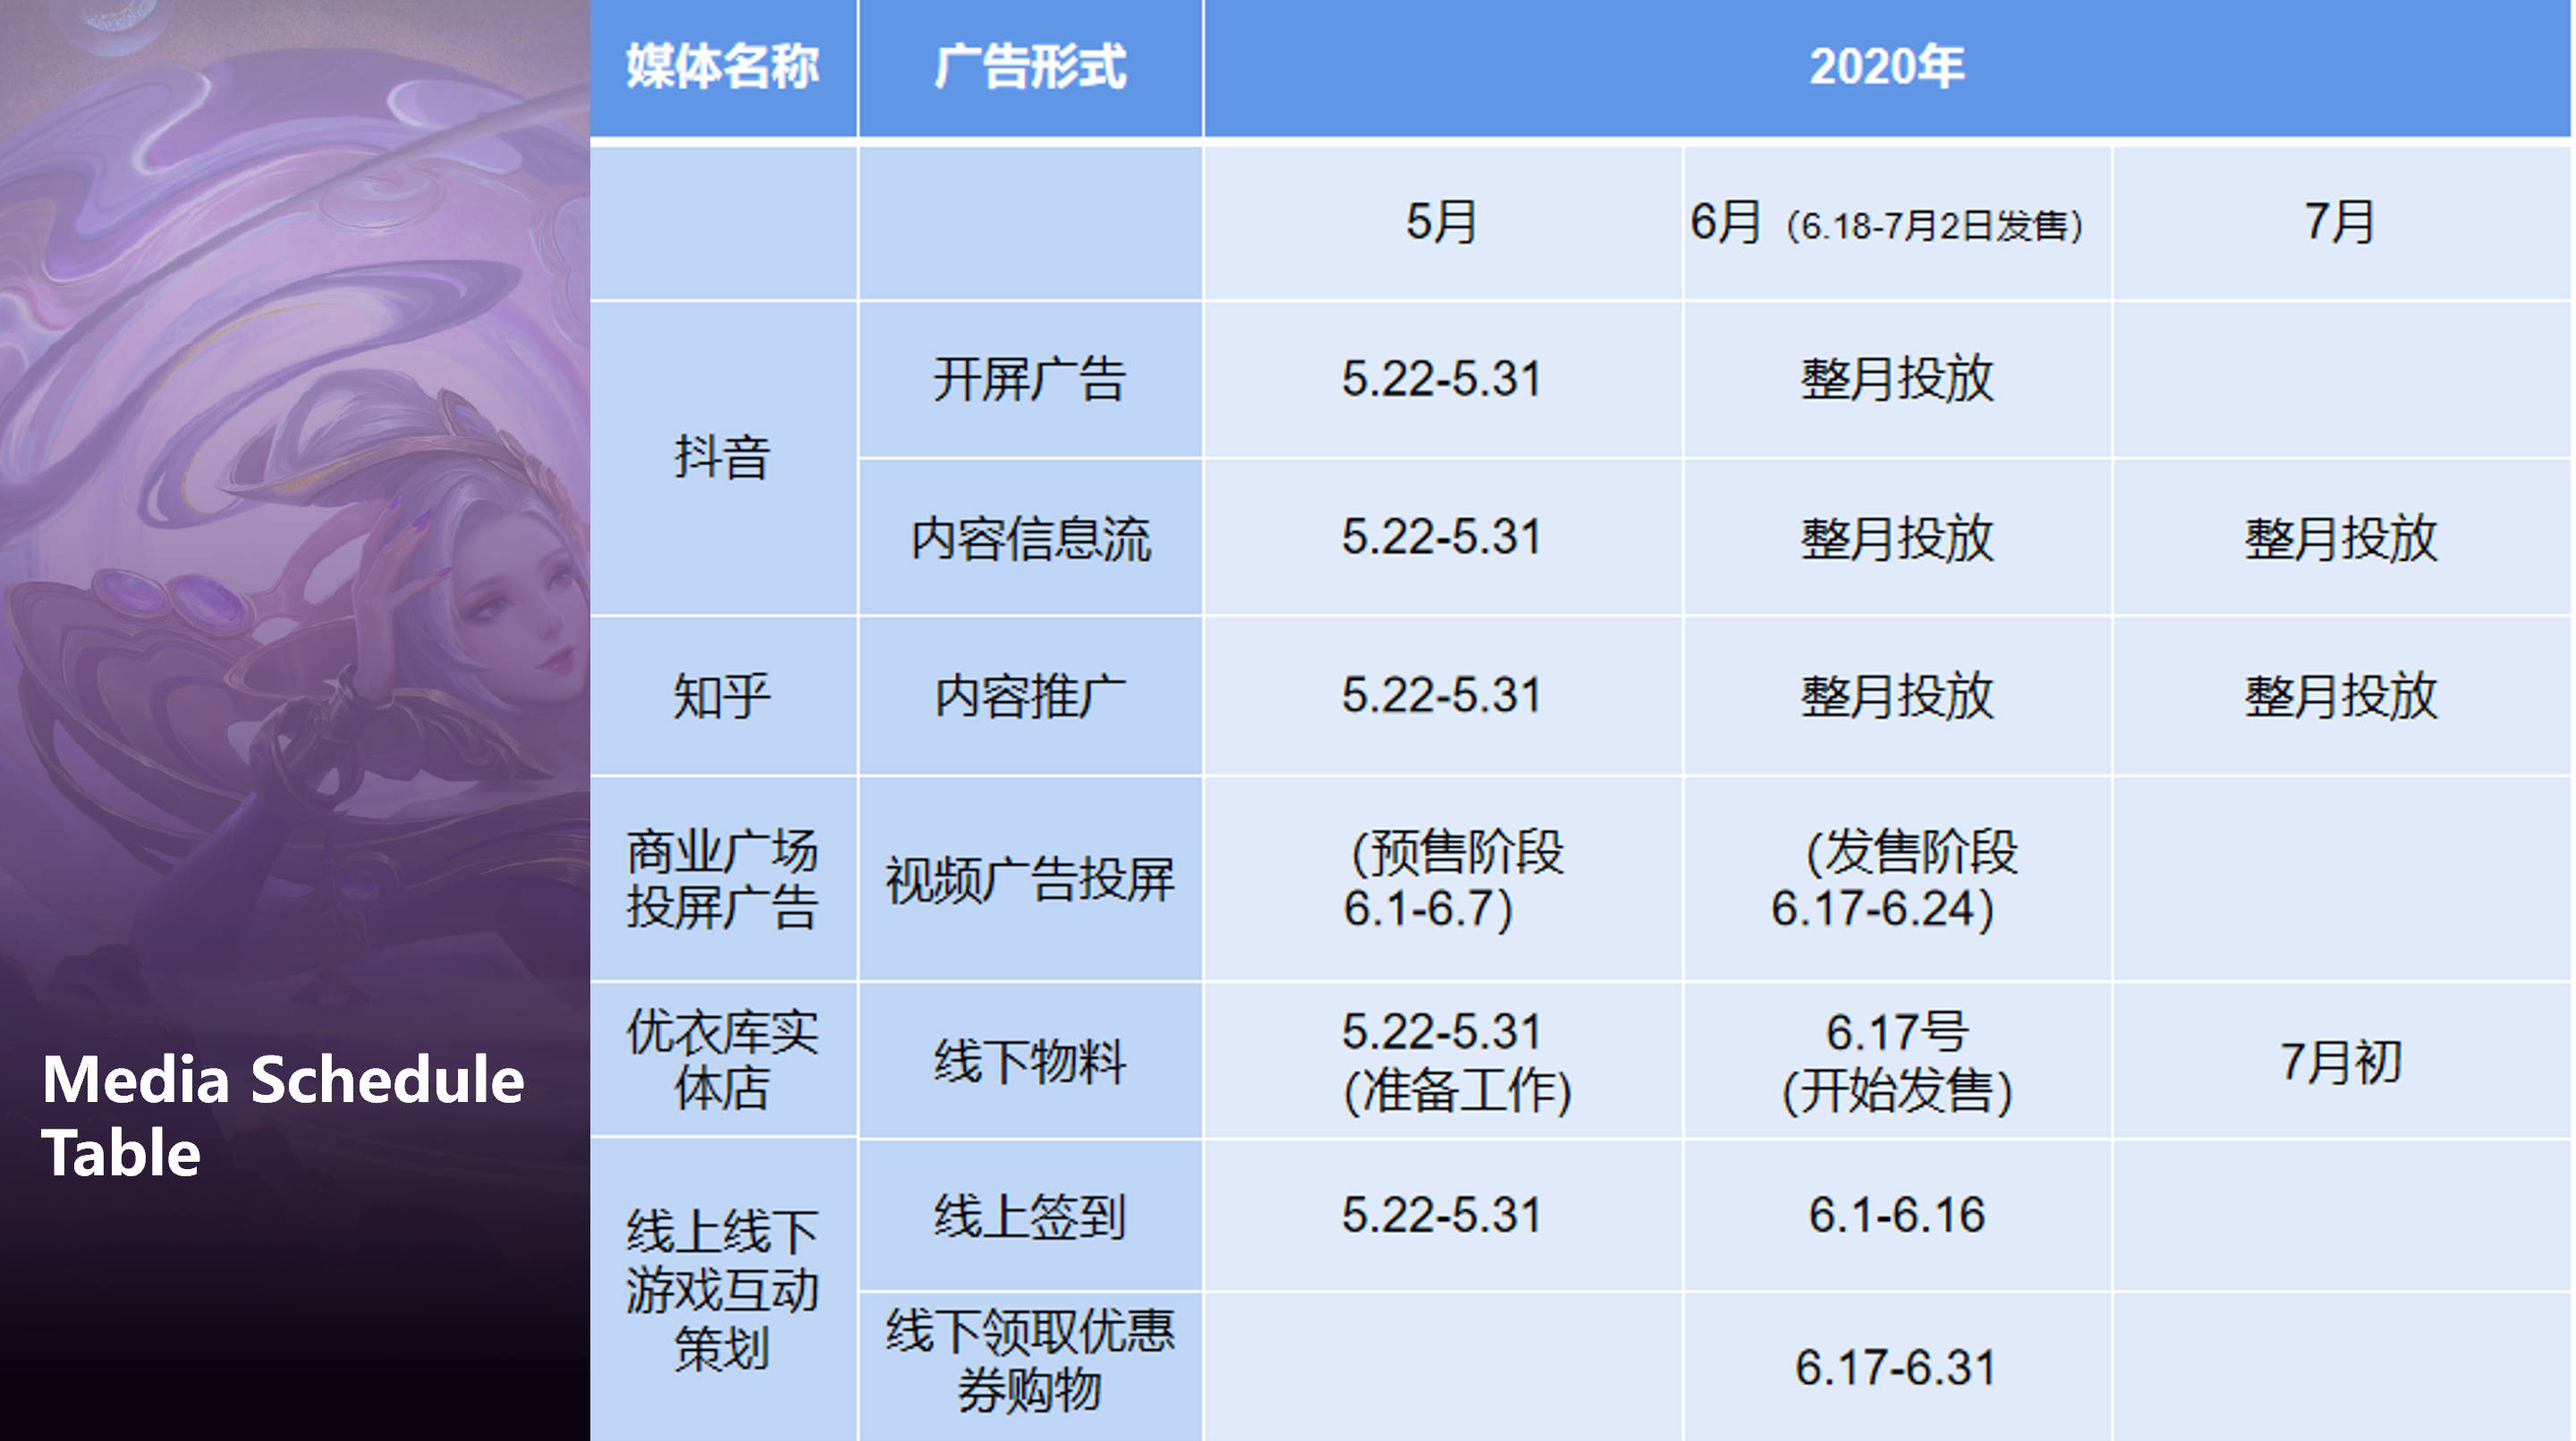 Media Schedule
Table
媒体名称 广告形式 2020年
5月 6月（6.18-7月2日发售） 7月
抖音
开屏广告 5.22-5.31 整月投放
内容信息流 5.22-5.31 整月投放 整月投放
知乎 内容推广 5.22-5.31 整月投放 整月投放
商业广场
投屏广告
视频广告投屏
（预售阶段
6.1-6.7）
（发售阶段
6.17-6.24）
优衣库实
体店
线下物料
5.22-5.31
(准备工作)
6.17号
(开始发售)
7月初
线上线下
游戏互动
策划
线上签到 5.22-5.31 6.1-6.16
线下领取优惠
券购物
6.17-6.31